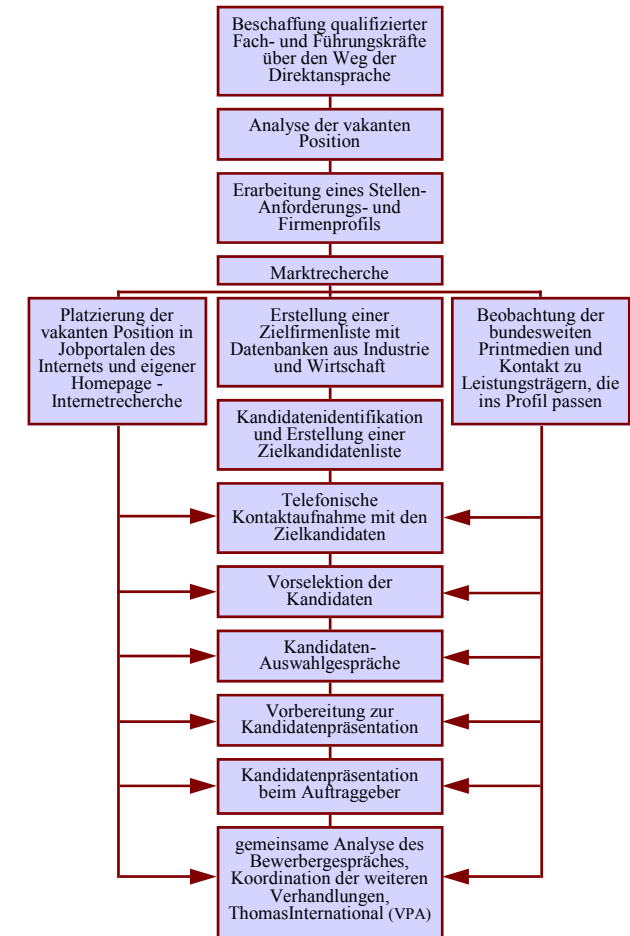 Beschaffung qualifizierter
Fach- und Führungskräfte
über den Weg der
Direktansprache
Analyse der vakanten
Position
Erarbeitung eines Stellen-
Anforderungs- und
Firmenprofils
Marktrecherche
Platzierung der
vakanten Position in
Jobportalen des
Internets und eigener
Homepage -
Internetrecherche
Erstellung einer
Zielfirmenliste mit
Datenbanken aus Industrie
und Wirtschaft
Beobachtung der
bundesweiten
Printmedien und
Kontakt zu
Leistungsträgern, die
ins Profil passen
Kandidatenidentifikation
und Erstellung einer
Zielkandidatenliste
Telefonische
Kontaktaufnahme mit den
Zielkandidaten
Vorselektion der
Kandidaten
Kandidaten-
Auswahlgespräche
Vorbereitung zur
Kandidatenpräsentation
Kandidatenpräsentation
beim Auftraggeber
gemeinsame Analyse des
Bewerbergespräches,
Koordination der weiteren
Verhandlungen,
ThomasInternational (VPA)